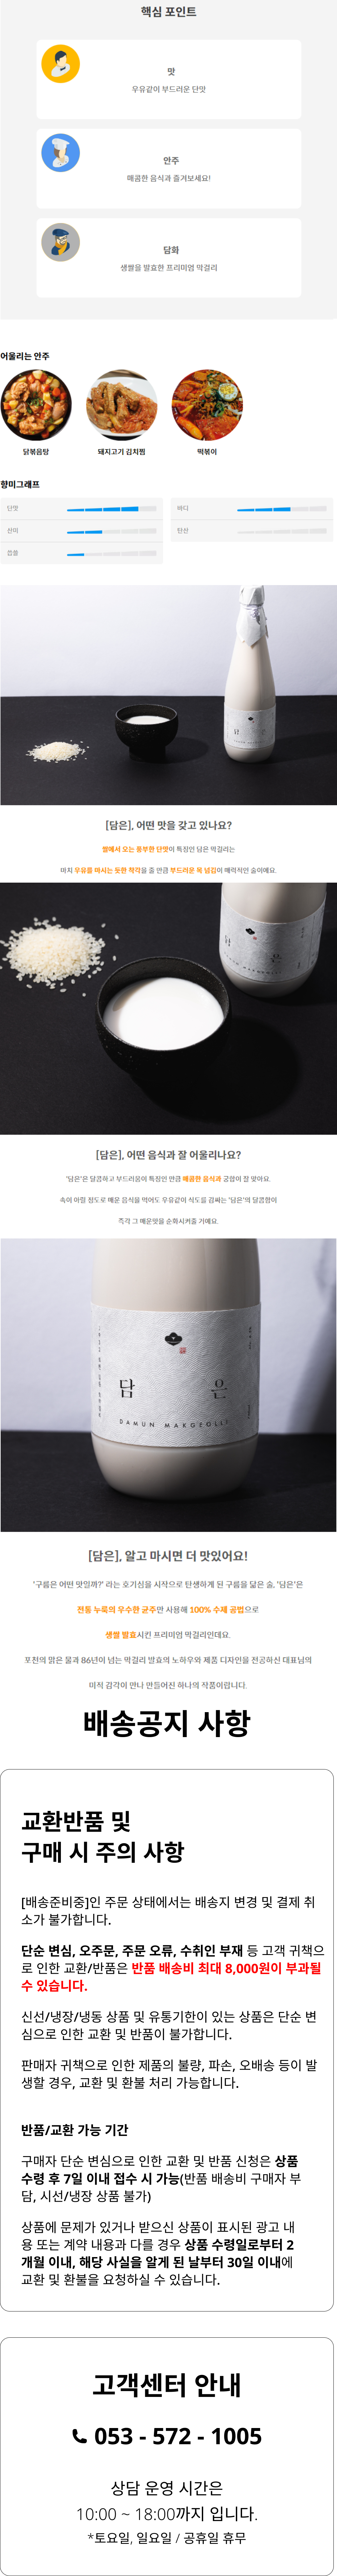 핵심 포인트
맛
우유같이 부드러운 단맛
안주
매콤한 음식과 즐겨보세요!
담화
생쌀을 발효한 프리미엄 막걸리
어울리는 안주
닭볶음탕
돼지고기 김치찜
떡볶이
향미그래프
단맛
바디
산미
탄산
씁쓸
[담은], 어떤 맛을 갖고 있나요?
쌀에서 오는 풍부한 단맛이 특징인 담은 막걸리는
마치 우유를 마시는 듯한 착각을 줄 만큼 부드러운 목 넘김이 매력적인 술이에요.
[담은], 어떤 음식과 잘 어울리나요?
'담은'은 달콤하고 부드러움이 특징인 만큼 매콤한 음식과 궁합이 잘 맞아요.
속이 아릴 정도로 매운 음식을 먹어도 우유같이 식도를 감싸는 '담은'의 달콤함이
즉각 그 매운맛을 순화시켜줄 거예요.
담 은
DAMUN MAKGEOLLI
[담은], 알고 마시면 더 맛있어요!
'구름은 어떤 맛일까?' 라는 호기심을 시작으로 탄생하게 된 구름을 닮은 술, '담은'은
전통 누룩의 우수한 균주만 사용해 100% 수제 공법으로
생쌀 발효시킨 프리미엄 막걸리인데요.
포천의 맑은 물과 86년이 넘는 막걸리 발효의 노하우와 제품 디자인을 전공하신 대표님의
미적 감각이 만나 만들어진 하나의 작품이랍니다.
배송공지 사항
교환반품 및
구매 시 주의 사항
[배송준비중]인 주문 상태에서는 배송지 변경 및 결제 취
소가 불가합니다.
단순 변심, 오주문, 주문 오류, 수취인 부재 등 고객 귀책으
로 인한 교환/반품은 반품 배송비 최대 8,000원이 부과될
수 있습니다.
신선/냉장/냉동 상품 및 유통기한이 있는 상품은 단순 변
심으로 인한 교환 및 반품이 불가합니다.
판매자 귀책으로 인한 제품의 불량, 파손, 오배송 등이 발
생할 경우, 교환 및 환불 처리 가능합니다.
반품/교환 가능 기간
구매자 단순 변심으로 인한 교환 및 반품 신청은 상품
수령 후 7일 이내 접수 시 가능(반품 배송비 구매자 부
담, 시선/냉장 상품 불가)
상품에 문제가 있거나 받으신 상품이 표시된 광고 내
용 또는 계약 내용과 다를 경우 상품 수령일로부터 2
개월 이내, 해당 사실을 알게 된 날부터 30일 이내에
교환 및 환불을 요청하실 수 있습니다.
고객센터 안내
053 - 572 - 1005
상담 운영 시간은
10:00 ~ 18:00까지 입니다.
*토요일, 일요일 / 공휴일 휴무